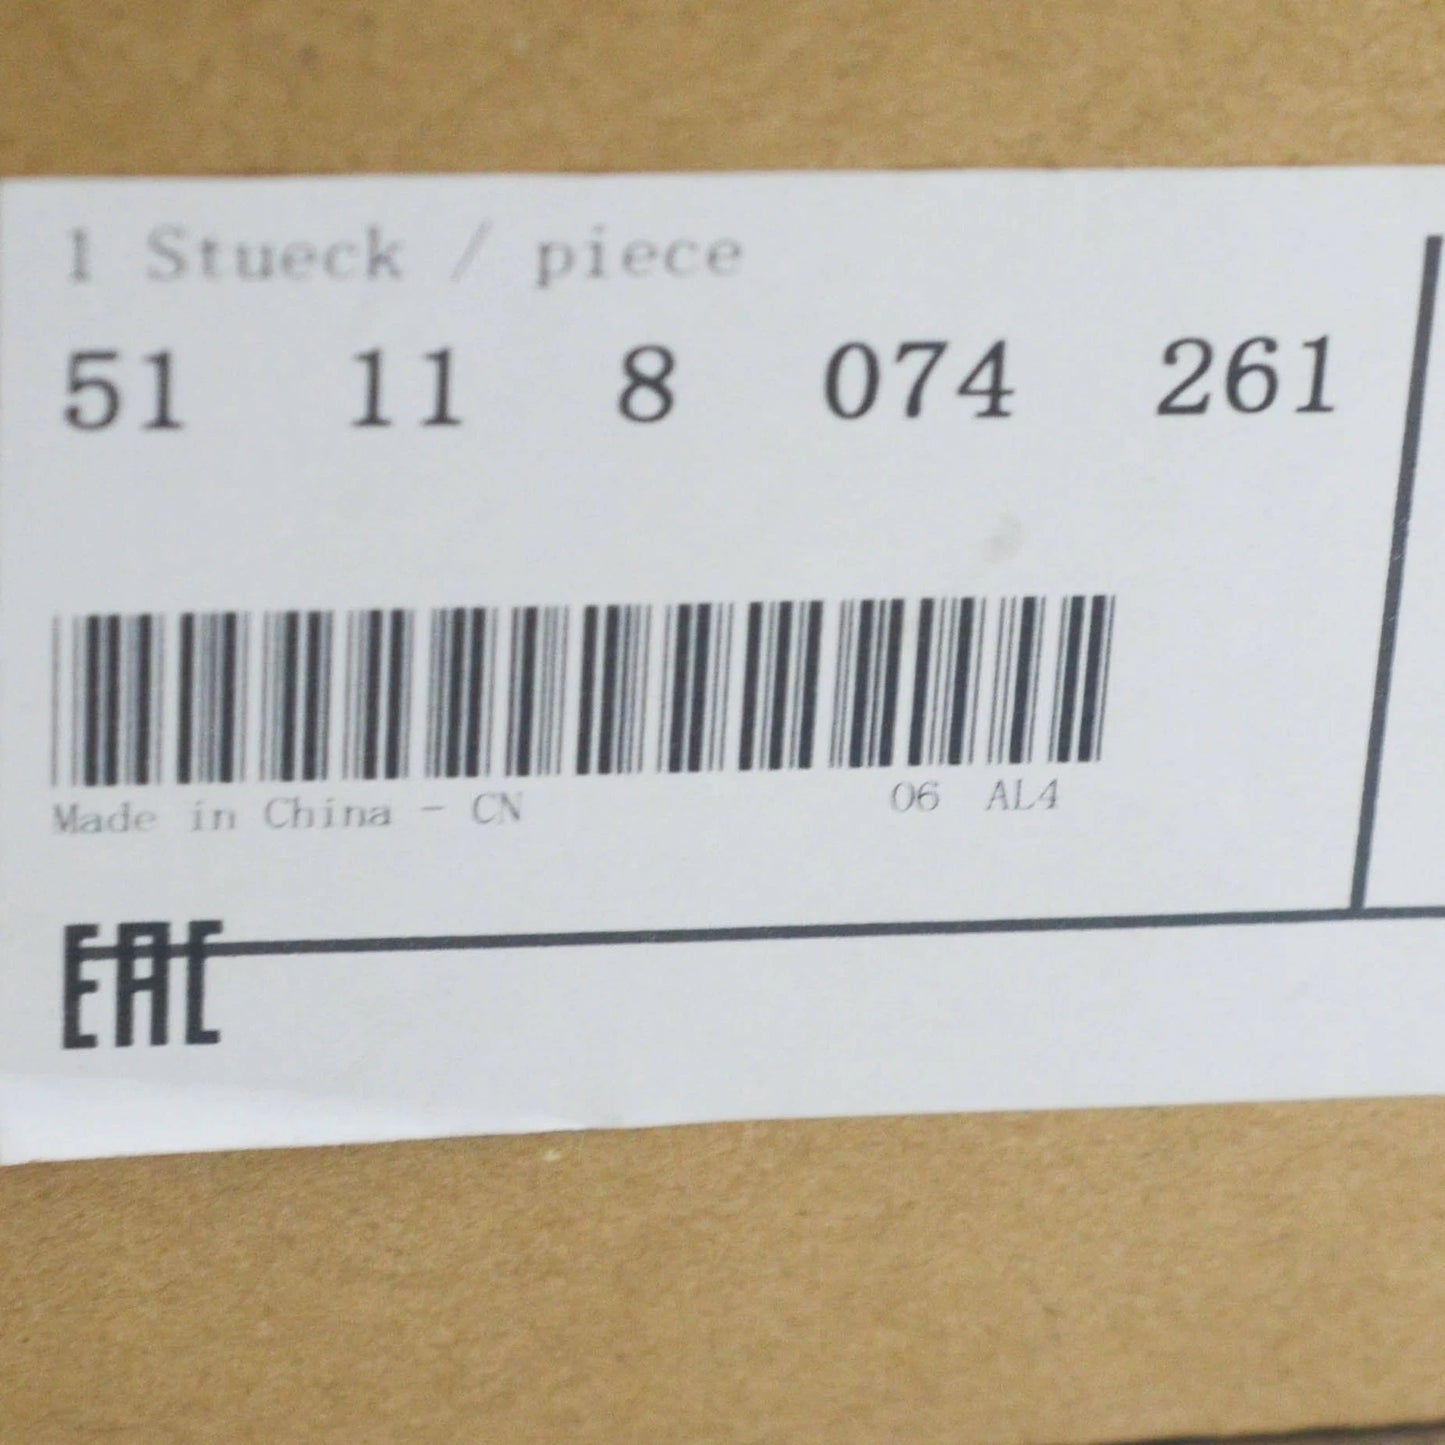 1 Stueck / piece
51 11 8 074 261
Made in China - CN 06 AL4
EAC